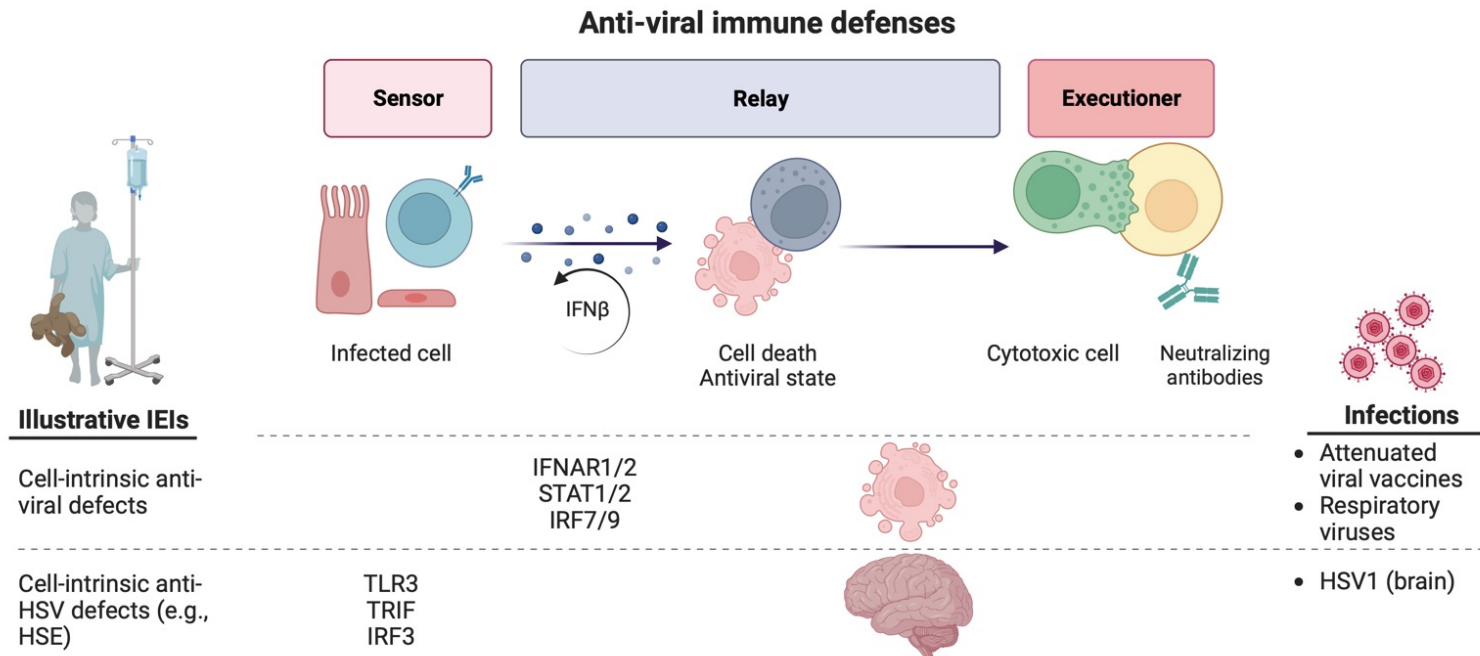 Anti-viral immune defenses
Sensor
Relay
Executioner
IFNβ
Infected cell
Cell death
Antiviral state
Cytotoxic cell
Neutralizing
antibodies
Illustrative IEIs
Infections
Cell-intrinsic anti-
viral defects
IFNAR1/2
STAT1/2
IRF7/9
• Attenuated
viral vaccines
• Respiratory
viruses
Cell-intrinsic anti-
HSV defects (e.g.,
HSE)
TLR3
TRIF
IRF3
• HSV1 (brain)